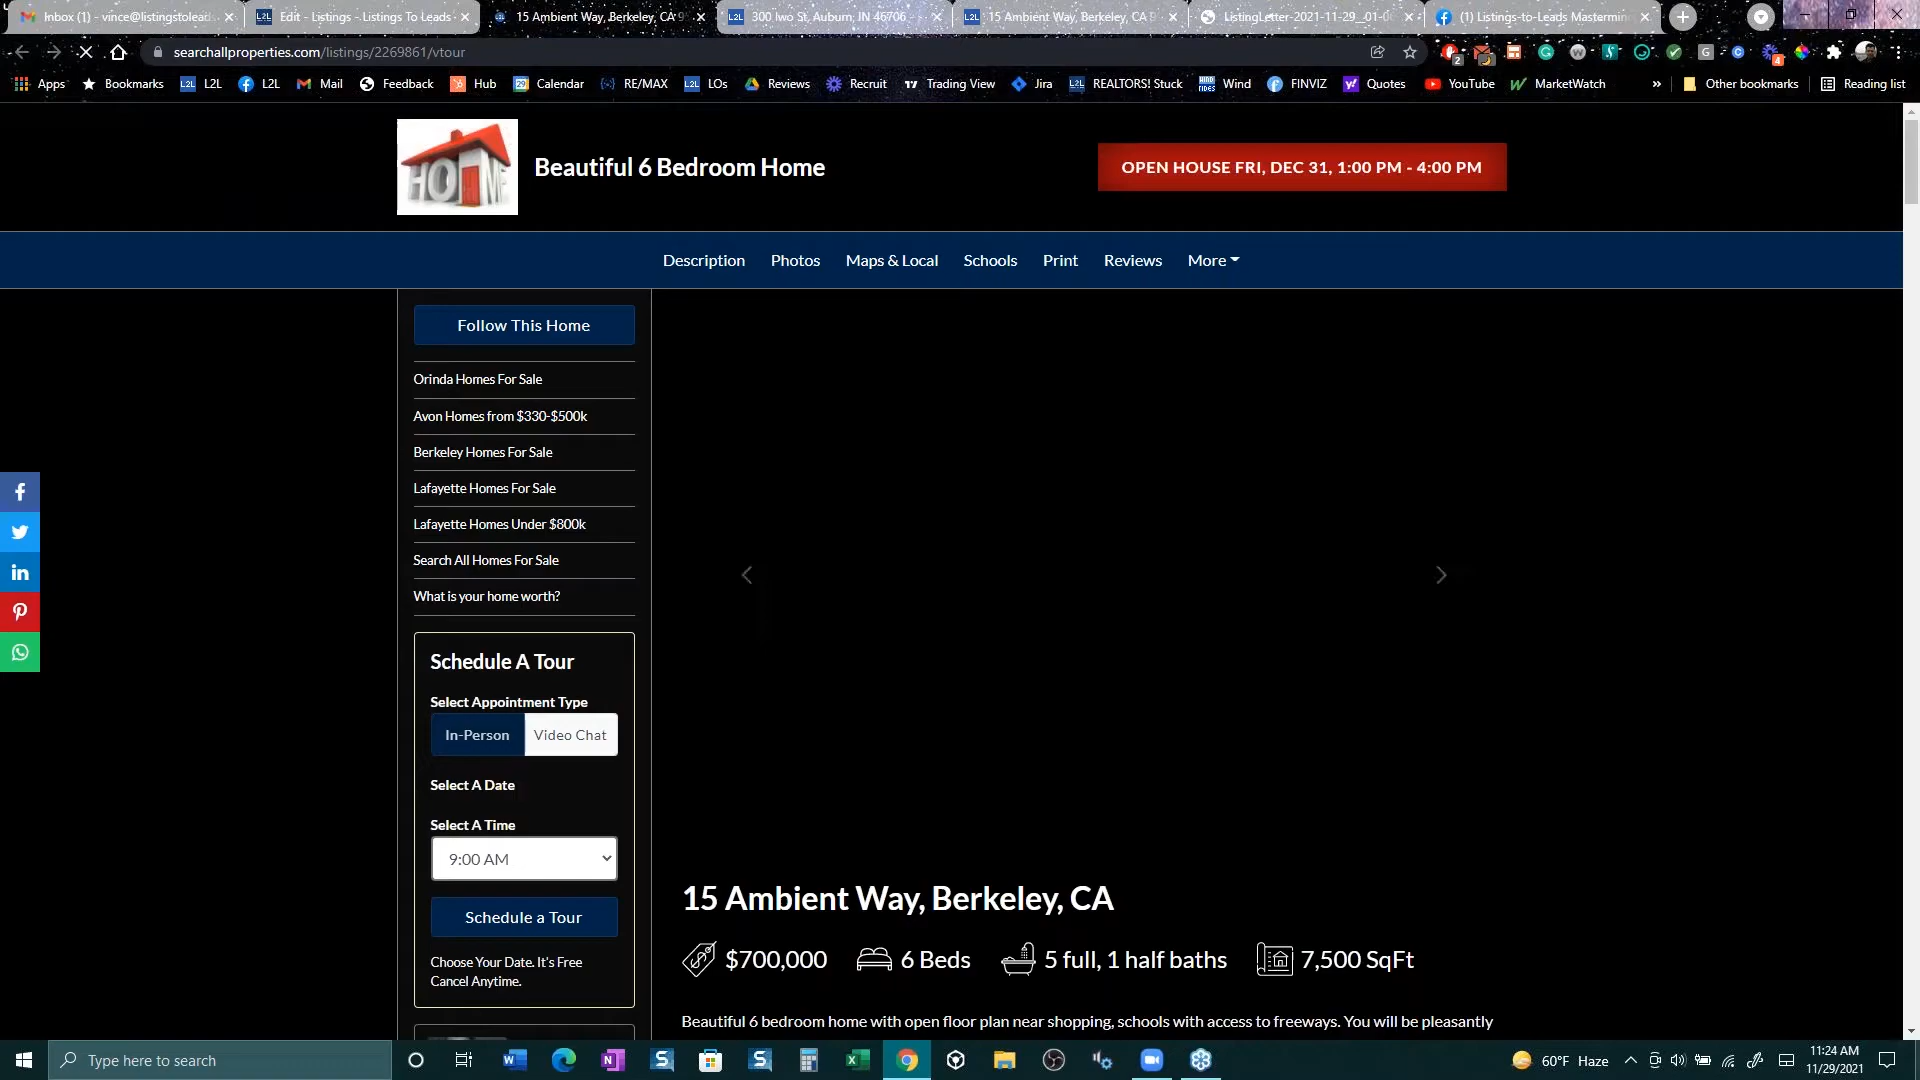 Inbox (1) - vince@listingstolead
Edit - Listings - Listings To Leads
15 Ambient Way, Berkeley, CA 9
300 Iwo St, Auburn, IN 46706 -
15 Ambient Way, Berkeley, CA 9
ListingLetter-2021-11-29_01-0
(1) Listings-to-Leads Mastermin
searchallproperties.com/listings/2269861/vtour
2
4
Apps
Bookmarks
L2L
L2L
Mail
Feedback
Hub
Calendar
RE/MAX
LOs
Reviews
Recruit
Trading View
Jira
REALTORS! Stuck
Wind
FINVIZ
Quotes
YouTube
MarketWatch
»
Other bookmarks
Reading list
HOME
Beautiful 6 Bedroom Home
OPEN HOUSE FRI, DEC 31, 1:00 PM - 4:00 PM
Description
Photos
Maps & Local
Schools
Print
Reviews
More
Follow This Home
Orinda Homes For Sale
Avon Homes from $330-$500k
Berkeley Homes For Sale
Lafayette Homes For Sale
Lafayette Homes Under $800k
Search All Homes For Sale
What is your home worth?
Schedule A Tour
Select Appointment Type
In-Person
Video Chat
Select A Date
Select A Time
9:00 AM
Schedule a Tour
Choose Your Date. It's Free
Cancel Anytime.
15 Ambient Way, Berkeley, CA
$700,000
6 Beds
5 full, 1 half baths
7,500 SqFt
Beautiful 6 bedroom home with open floor plan near shopping, schools with access to freeways. You will be pleasantly
Type here to search
60°F Haze
11:24 AM
11/29/2021